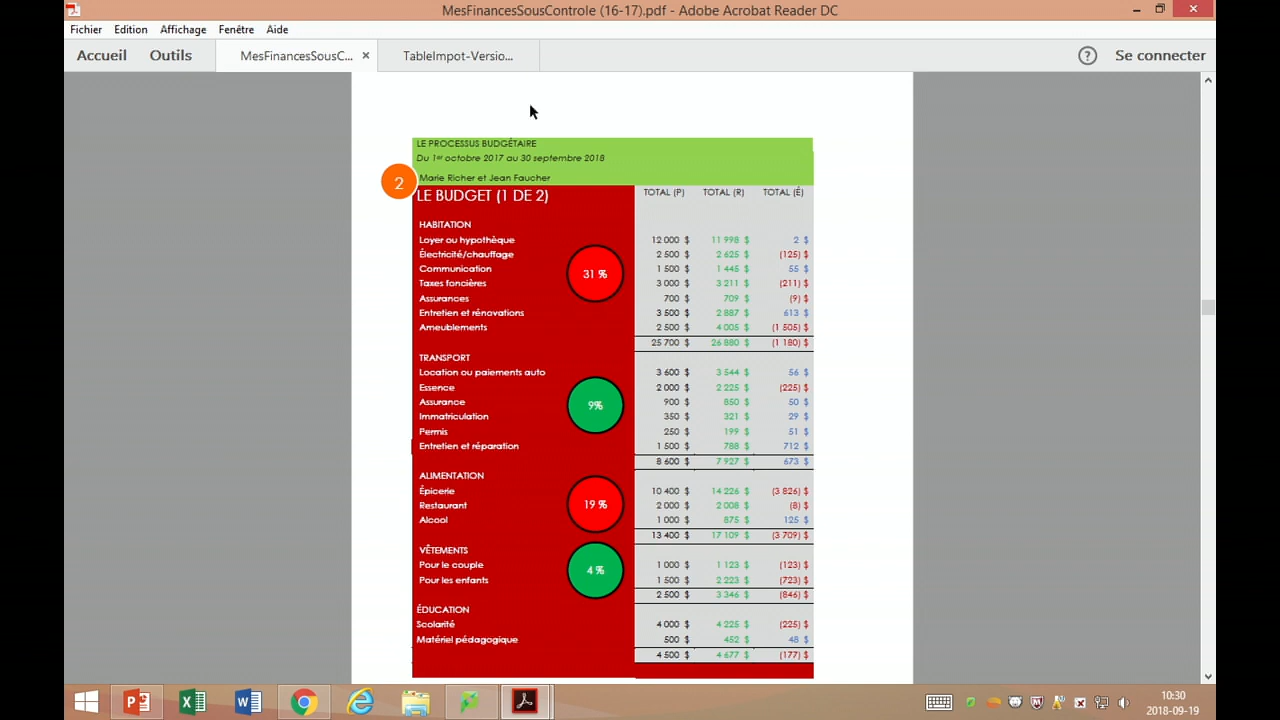 MesFinancesSousControle (16-17).pdf - Adobe Acrobat Reader DC
Fichier Edition Affichage Fenêtre Aide
Accueil Outils MesFinancesSousC... × TableImpot-Versio... ? Se connecter
LE PROCESSUS BUDGÉTAIRE
Du 1er octobre 2017 au 30 septembre 2018
Marie Richer et Jean Faucher
2
LE BUDGET (1 DE 2) TOTAL (P) TOTAL (R) TOTAL (É)
HABITATION
Loyer ou hypothèque 12 000 $ 11 998 $ 2 $
Électricité/chauffage 2 500 $ 2 625 $ (125) $
Communication 1 500 $ 1 445 $ 55 $
31 %
Taxes foncières 3 000 $ 3 211 $ (211) $
Assurances 700 $ 709 $ (9) $
Entretien et rénovations 3 500 $ 2 887 $ 613 $
Ameublements 2 500 $ 4 005 $ (1 505) $
25 700 $ 26 880 $ (1 180) $
TRANSPORT
Location ou paiements auto 3 600 $ 3 544 $ 56 $
Essence 2 000 $ 2 225 $ (225) $
Assurance 900 $ 850 $ 50 $
9%
Immatriculation 350 $ 321 $ 29 $
Permis 250 $ 199 $ 51 $
Entretien et réparation 1 500 $ 788 $ 712 $
8 600 $ 7 927 $ 673 $
ALIMENTATION
Épicerie 10 400 $ 14 226 $ (3 826) $
Restaurant 19 % 2 000 $ 2 008 $ (8) $
Alcool 1 000 $ 875 $ 125 $
13 400 $ 17 109 $ (3 709) $
VÊTEMENTS
Pour le couple 1 000 $ 1 123 $ (123) $
4 %
Pour les enfants 1 500 $ 2 223 $ (723) $
2 500 $ 3 346 $ (846) $
ÉDUCATION
Scolarité 4 000 $ 4 225 $ (225) $
Matériel pédagogique 500 $ 452 $ 48 $
4 500 $ 4 677 $ (177) $
10:30
2018-09-19